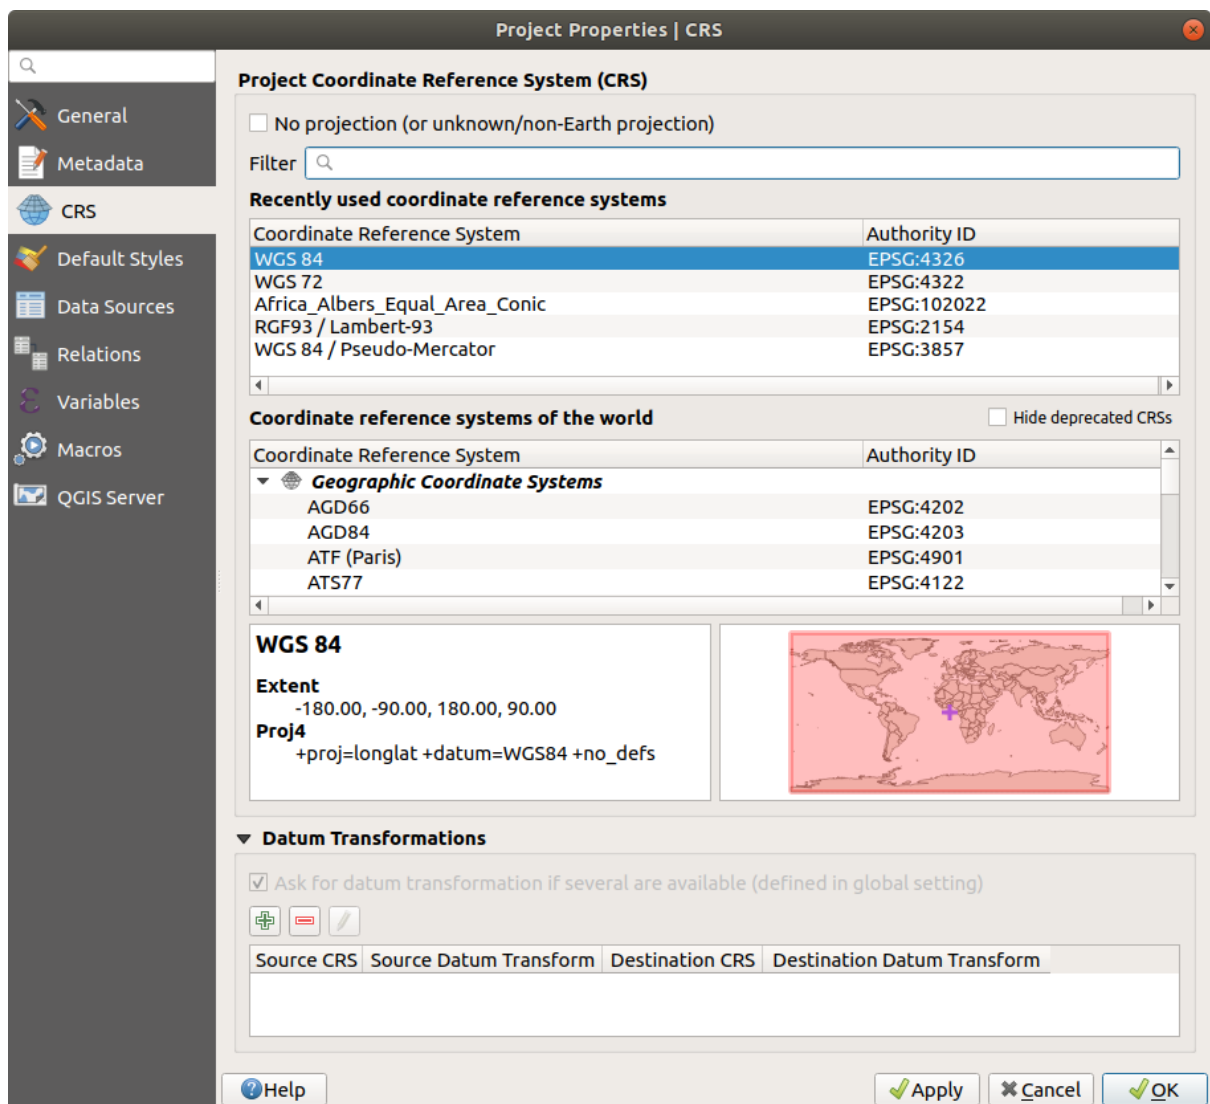 Project Properties | CRS
General
Metadata
CRS
Default Styles
Data Sources
Relations
Variables
Macros
QGIS Server
Project Coordinate Reference System (CRS)
No projection (or unknown/non-Earth projection)
Filter
Recently used coordinate reference systems
Coordinate Reference System Authority ID
WGS 84 EPSG:4326
WGS 72 EPSG:4322
Africa_Albers_Equal_Area_Conic EPSG:102022
RGF93 / Lambert-93 EPSG:2154
WGS 84 / Pseudo-Mercator EPSG:3857
Coordinate reference systems of the world Hide deprecated CRSs
Coordinate Reference System Authority ID
Geographic Coordinate Systems
AGD66 EPSG:4202
AGD84 EPSG:4203
ATF (Paris) EPSG:4901
ATS77 EPSG:4122
WGS 84
Extent
-180.00, -90.00, 180.00, 90.00
Proj4
+proj=longlat +datum=WGS84 +no_defs
Datum Transformations
Ask for datum transformation if several are available (defined in global setting)
Source CRS Source Datum Transform Destination CRS Destination Datum Transform
Help Apply Cancel OK